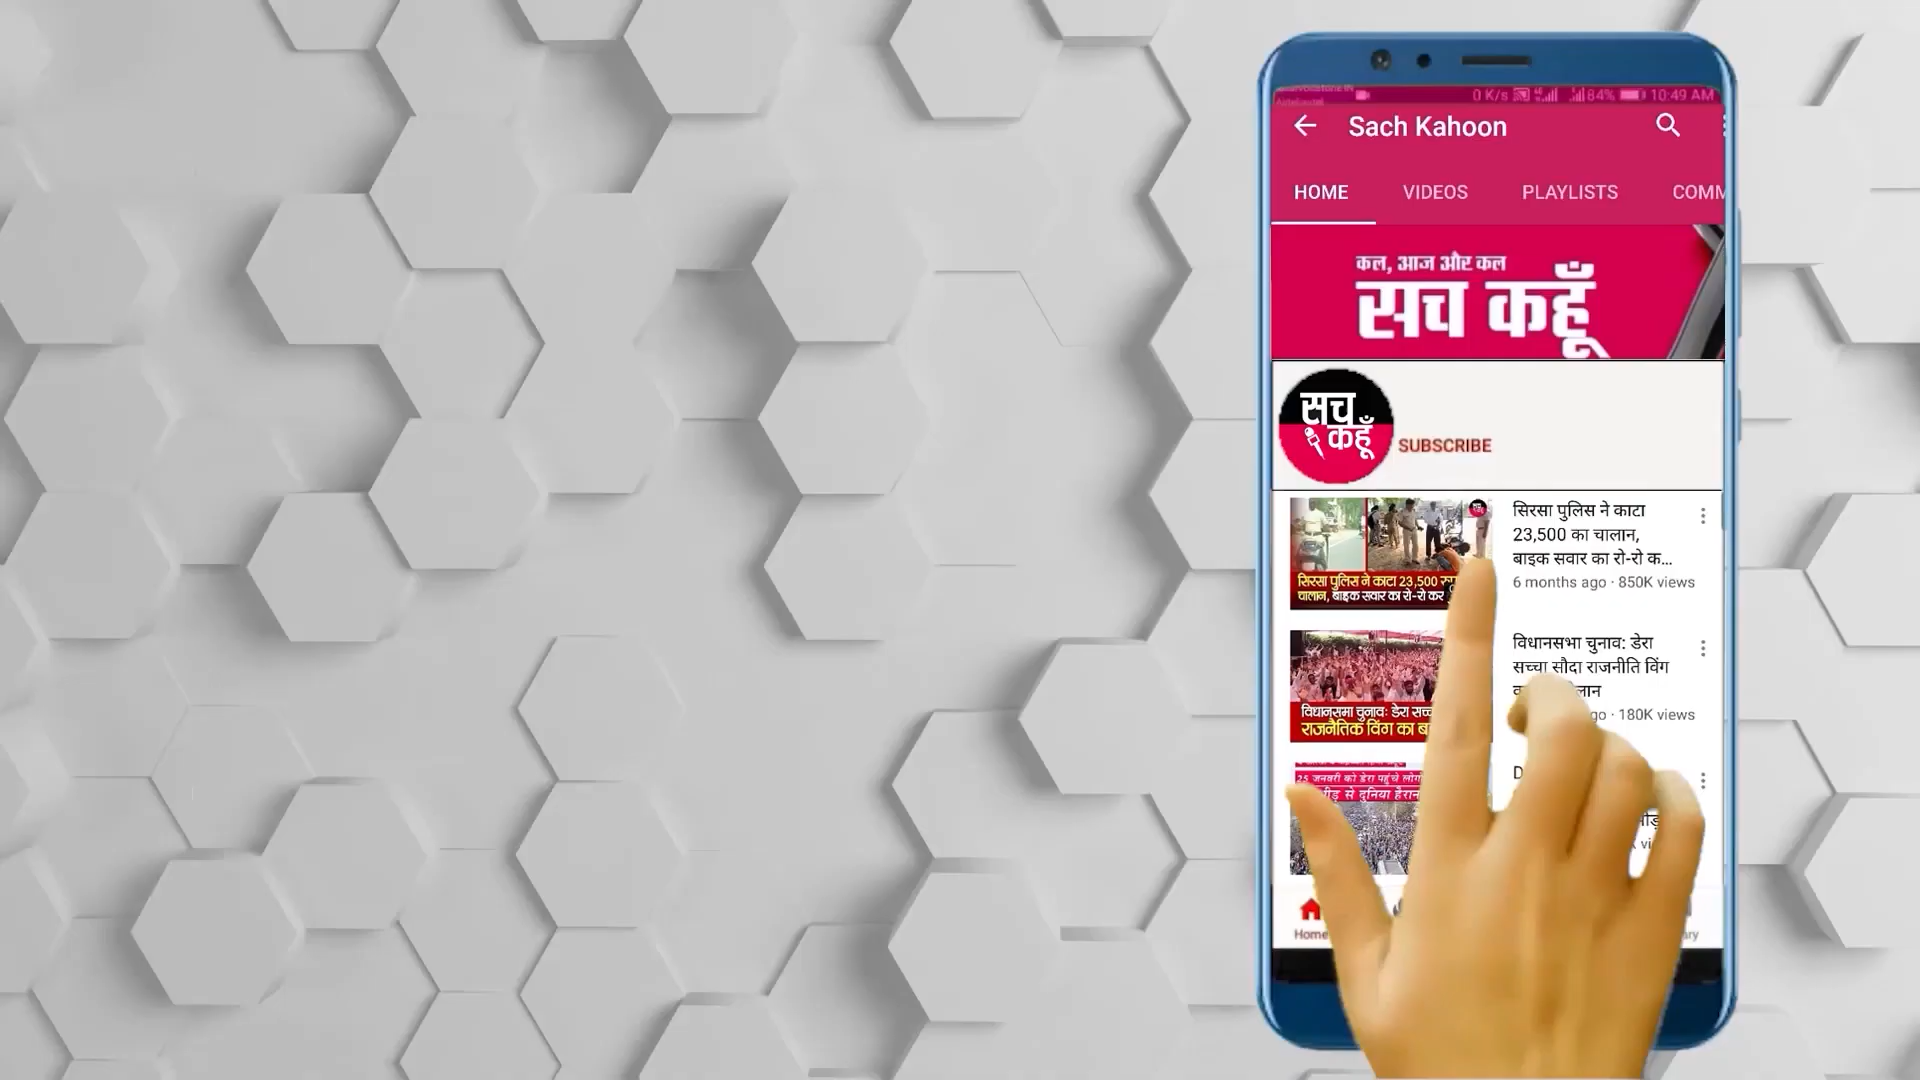 0 K/s 84% 10:49 AM
Sach Kahoon
HOME VIDEOS PLAYLISTS COMM
कल, आज और कल
सच कहूँ
सच
कहूँ
SUBSCRIBE
सिरसा पुलिस ने काटा 23,500
चालान, बाइक सवार का रो-रो कर
सिरसा पुलिस ने काटा
23,500 का चालान,
बाइक सवार का रो-रो क...
6 months ago · 850K views
विधानसभा चुनाव: डेरा
राजनैतिक विंग का
विधानसभा चुनाव: डेरा
सच्चा सौदा राजनीति विंग
go · 180K views
25 जनवरी को डेरा पहुंचे
से दुनिया हैरान
Home